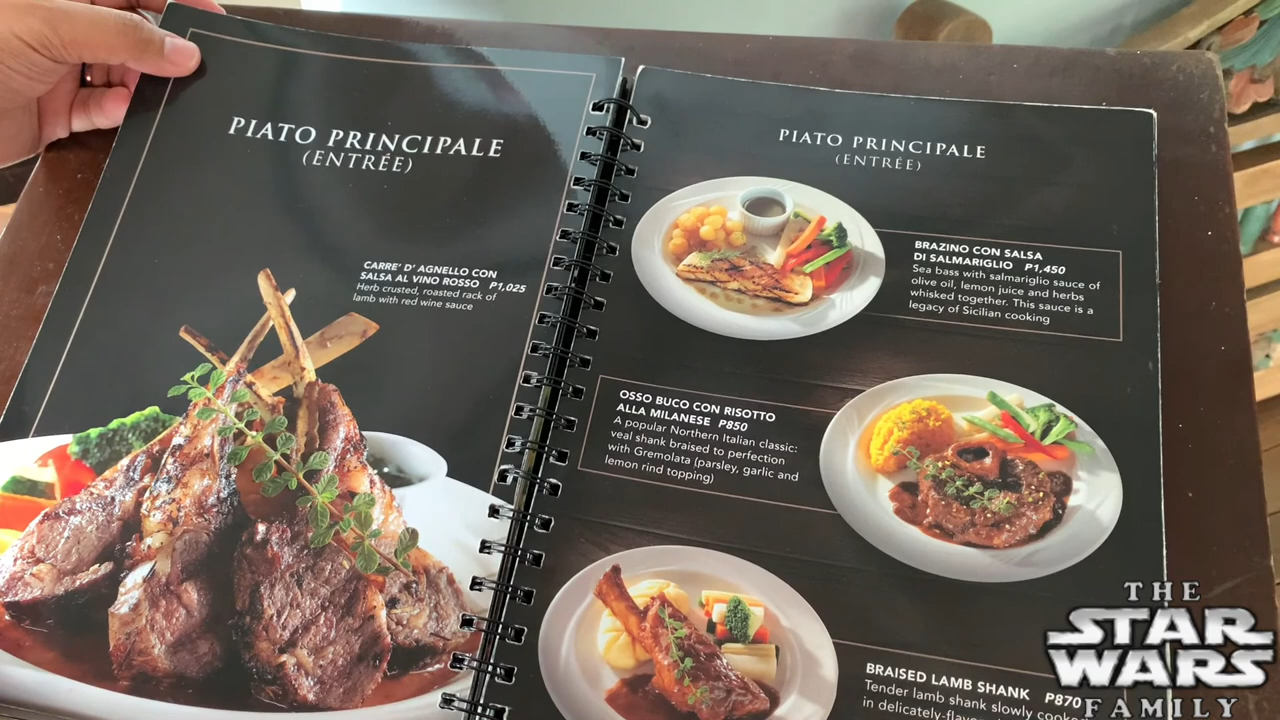 PIATO PRINCIPALE
(ENTRÉE)
CARRE' D' AGNELLO CON
SALSA AL VINO ROSSO P1,025
Herb crusted, roasted rack of
lamb with red wine sauce
PIATO PRINCIPALE
(ENTRÉE)
BRAZINO CON SALSA
DI SALMARIGLIO P1,450
Sea bass with salmariglio sauce of
olive oil, lemon juice and herbs
whisked together. This sauce is a
legacy of Sicilian cooking
OSSO BUCO CON RISOTTO
ALLA MILANESE P850
A popular Northern Italian classic:
veal shank braised to perfection
with Gremolata (parsley, garlic and
lemon rind topping)
BRAISED LAMB SHANK P870
Tender lamb shank slowly cooked
in delicately-flavo
THE
STAR
WARS
FAMILY